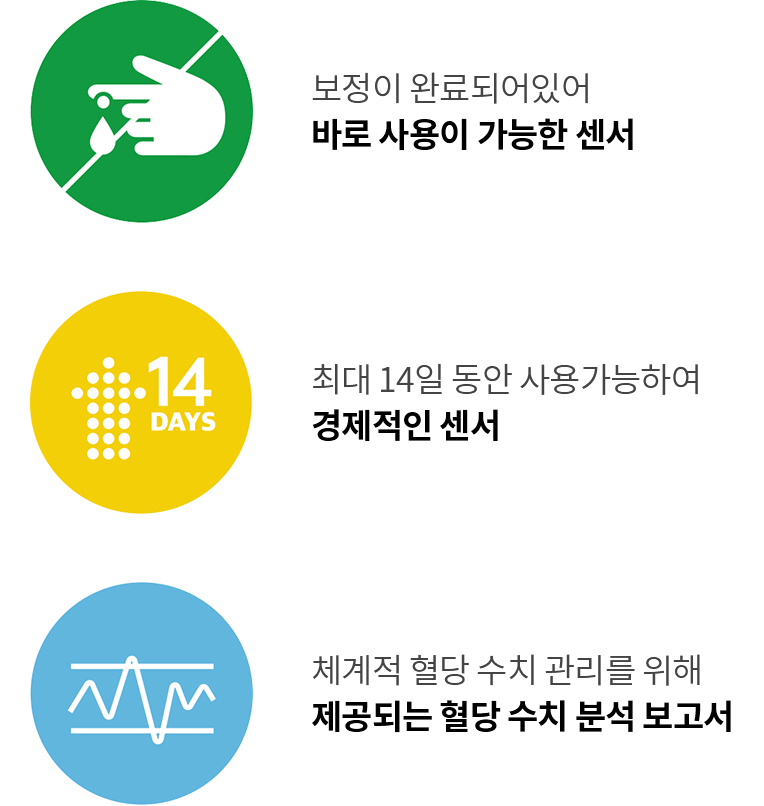 보정이 완료되어있어
바로 사용이 가능한 센서
14
DAYS
최대 14일 동안 사용가능하여
경제적인 센서
체계적 혈당 수치 관리를 위해
제공되는 혈당 수치 분석 보고서